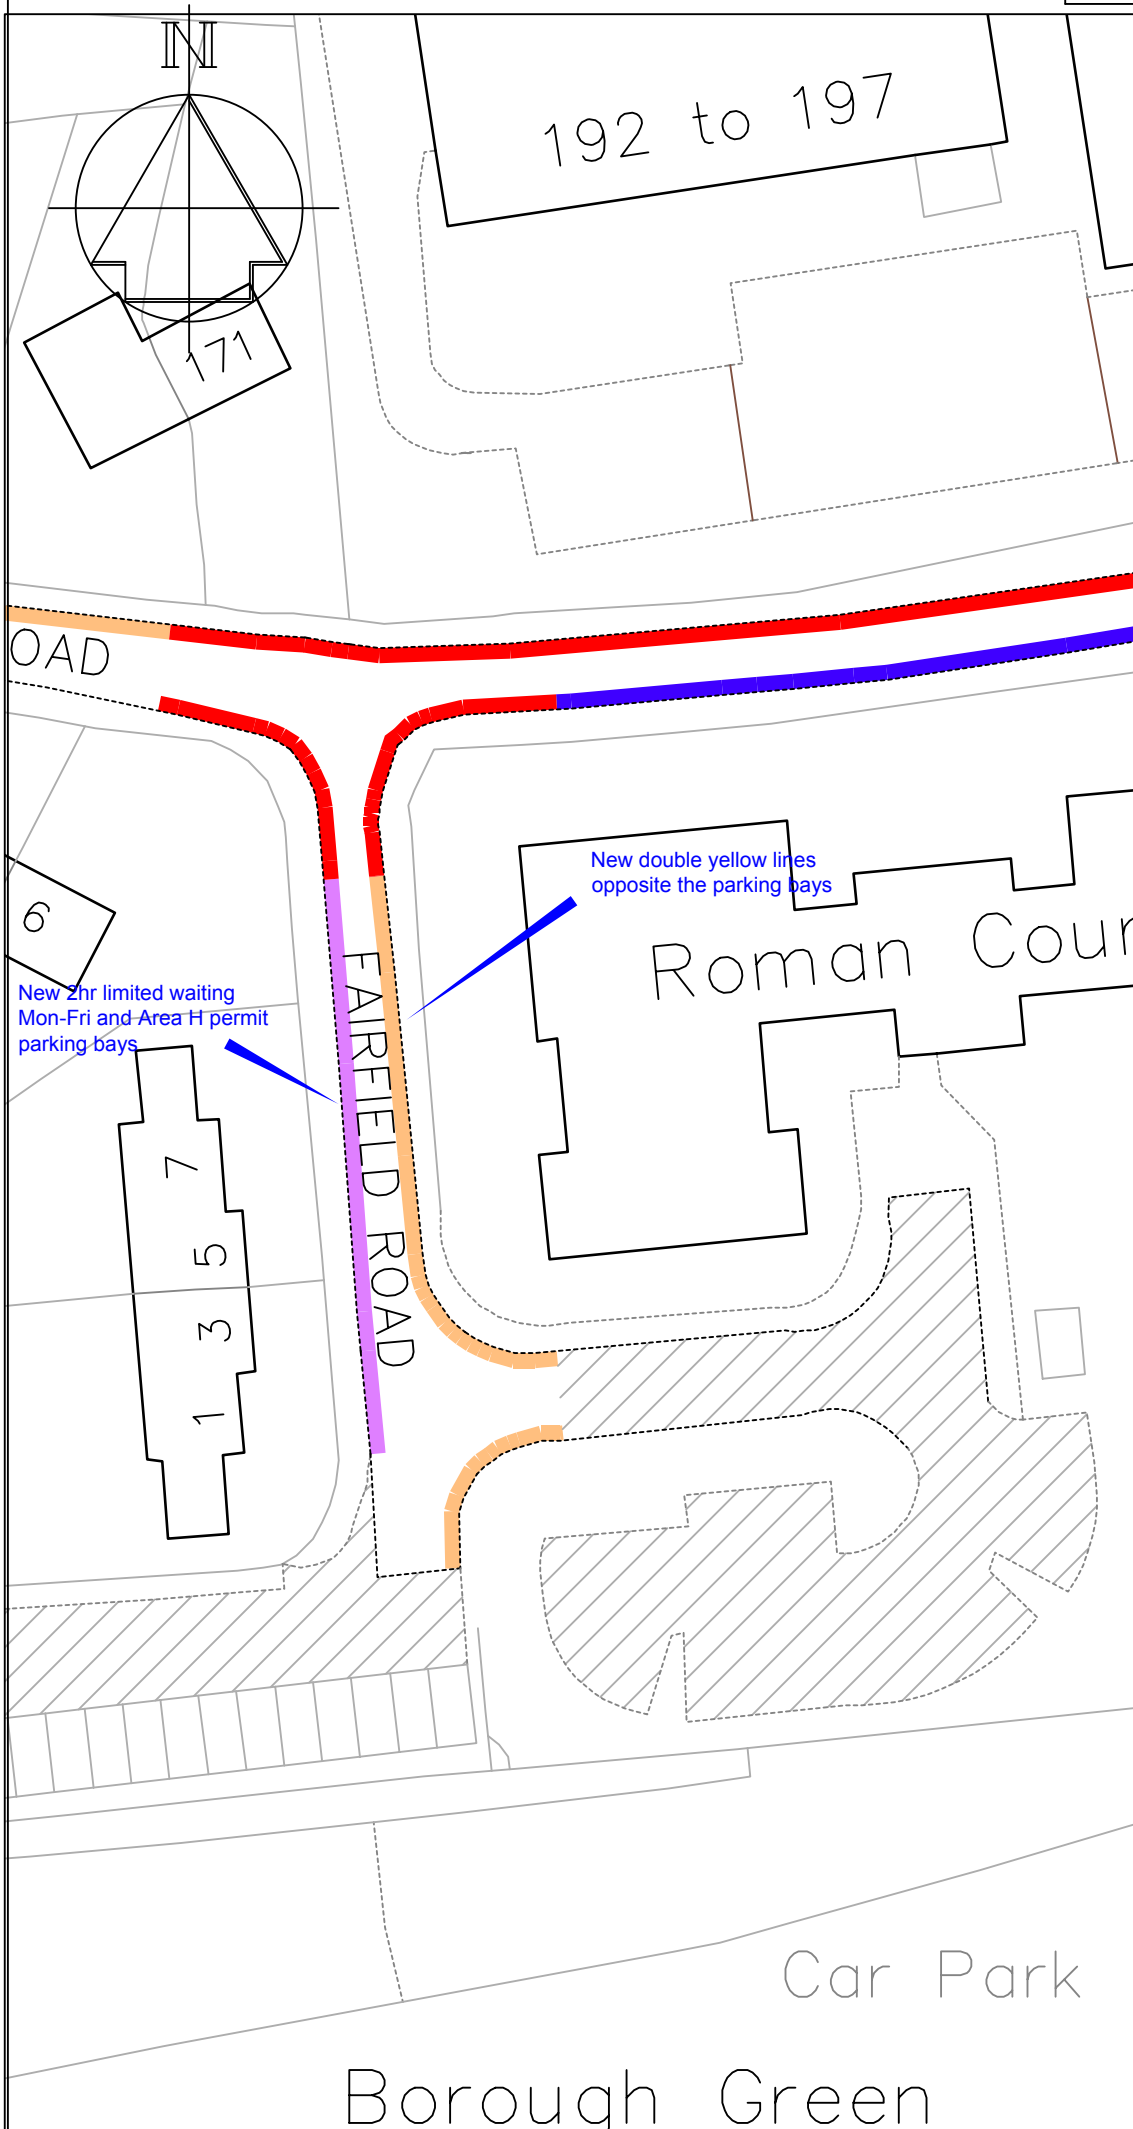 N
192 to 197
171
OAD
New double yellow lines
opposite the parking bays
6
Roman Cour
New 2hr limited waiting
Mon-Fri and Area H permit
parking bays
FAIRFIELD ROAD
7
5
3
1
Car Park
Borough Green